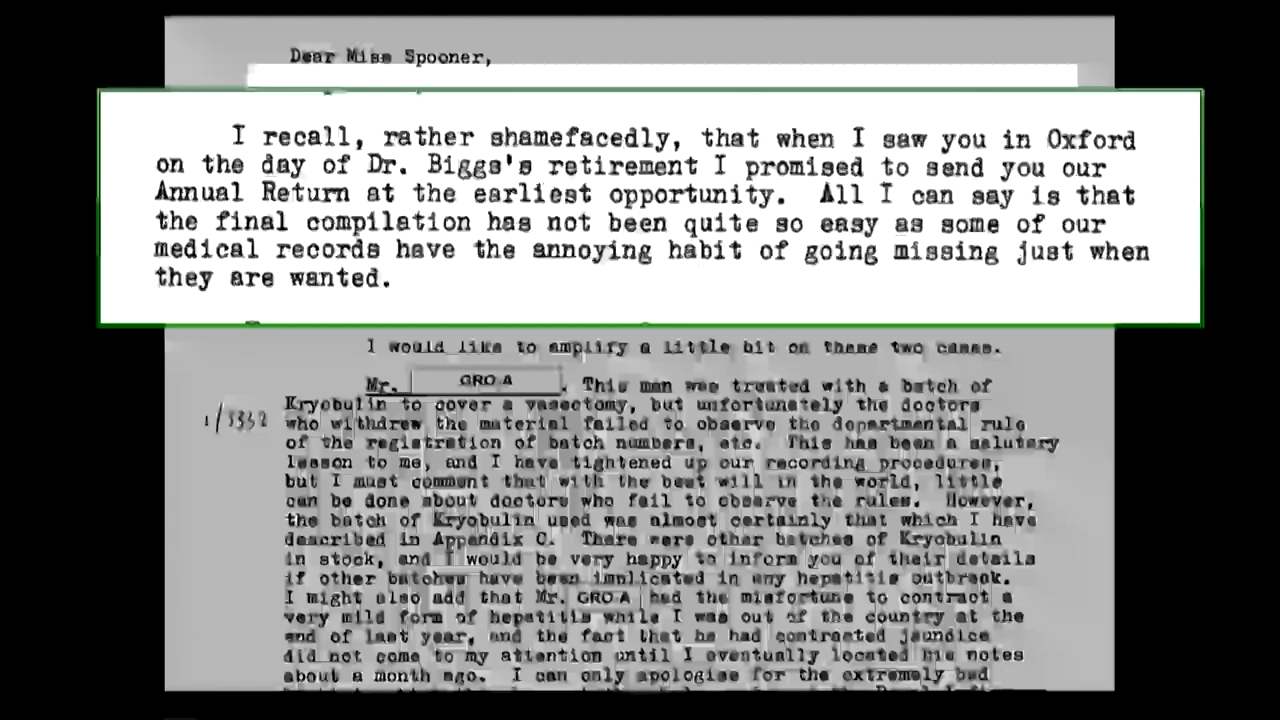 Dear Miss Spooner,
I recall, rather shamefacedly, that when I saw you in Oxford
on the day of Dr. Biggs's retirement I promised to send you our
Annual Return at the earliest opportunity. All I can say is that
the final compilation has not been quite so easy as some of our
medical records have the annoying habit of going missing just when
they are wanted.
I would like to amplify a little bit on these two cases.
Mr. GRO A . This man was treated with a batch of
Kryobulin to cover a vasectomy, but unfortunately the doctors
1/3332
who withdrew the material failed to observe the departmental rule
of the registration of batch numbers, etc. This has been a salutary
lesson to me, and I have tightened up our recording procedures,
but I must comment that with the best will in the world, little
can be done about doctors who fail to observe the rules. However,
the batch of Kryobulin used was almost certainly that which I have
described in Appendix C. There were other batches of Kryobulin
in stock, and I would be very happy to inform you of their details
if other batches have been implicated in any hepatitis outbreak.
I might also add that Mr. GRO A had the misfortune to contract a
very mild form of hepatitis while I was out of the country at the
end of last year, and the fact that he had contracted jaundice
did not come to my attention until I eventually located his notes
about a month ago. I can only apologise for the extremely bad